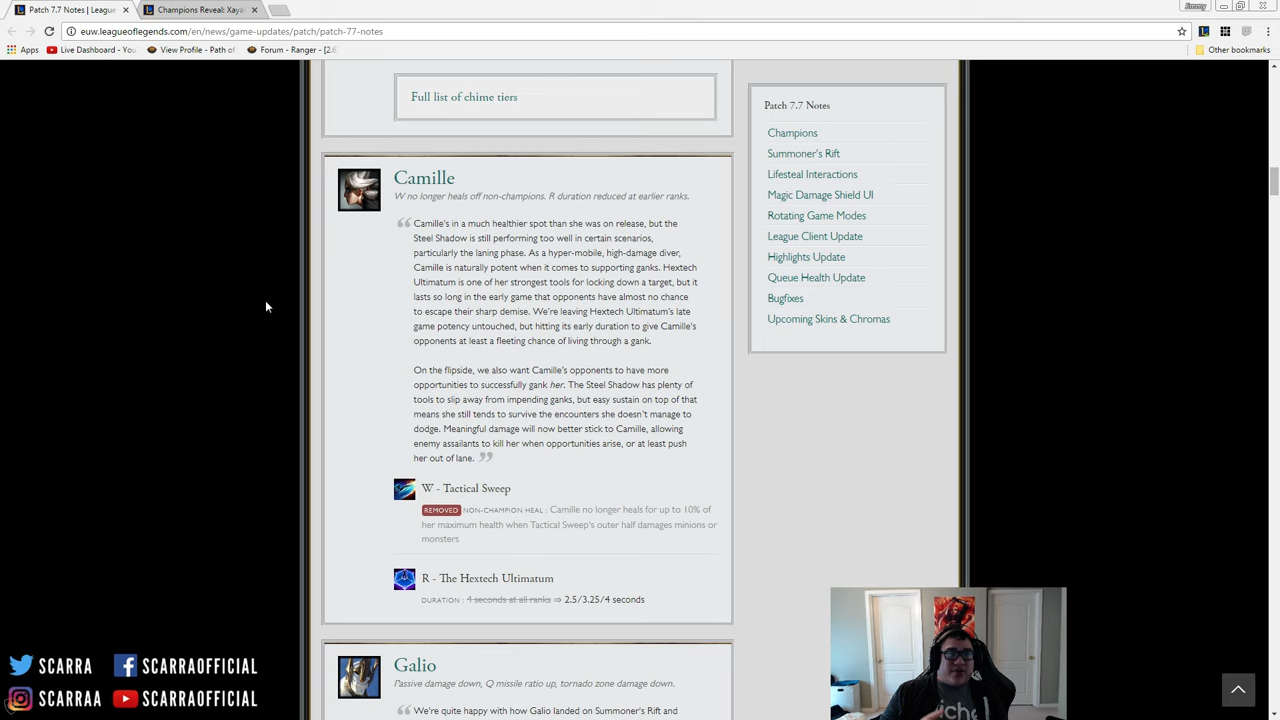 Patch 7.7 Notes | League
Champions Reveal: Xaya
Jimmy
euw.leagueoflegends.com/en/news/game-updates/patch/patch-77-notes
Apps
Live Dashboard - You
View Profile - Path of
Forum - Ranger - [2.6
Other bookmarks
Full list of chime tiers
Patch 7.7 Notes
Champions
Summoner's Rift
Lifesteal Interactions
Magic Damage Shield UI
Rotating Game Modes
League Client Update
Highlights Update
Queue Health Update
Bugfixes
Upcoming Skins & Chromas
Camille
W no longer heals off non-champions. R duration reduced at earlier ranks.
Camille's in a much healthier spot than she was on release, but the
Steel Shadow is still performing too well in certain scenarios,
particularly the laning phase. As a hyper-mobile, high-damage diver,
Camille is naturally potent when it comes to supporting ganks. Hextech
Ultimatum is one of her strongest tools for locking down a target, but it
lasts so long in the early game that opponents have almost no chance
to escape their sharp demise. We're leaving Hextech Ultimatum's late
game potency untouched, but hitting its early duration to give Camille's
opponents at least a fleeting chance of living through a gank.
On the flipside, we also want Camille's opponents to have more
opportunities to successfully gank her. The Steel Shadow has plenty of
tools to slip away from impending ganks, but easy sustain on top of that
means she still tends to survive the encounters she doesn't manage to
dodge. Meaningful damage will now better stick to Camille, allowing
enemy assailants to kill her when opportunities arise, or at least push
her out of lane.
W - Tactical Sweep
REMOVED NON-CHAMPION HEAL : Camille no longer heals for up to 10% of
her maximum health when Tactical Sweep's outer half damages minions or
monsters
R - The Hextech Ultimatum
DURATION : 4 seconds at all ranks ⇒ 2.5/3.25/4 seconds
Galio
Passive damage down, Q missile ratio up, tornado zone damage down.
We're quite happy with how Galio landed on Summoner's Rift and
SCARRA
SCARRAOFFICIAL
SCARRAA
SCARRAOFFICIAL